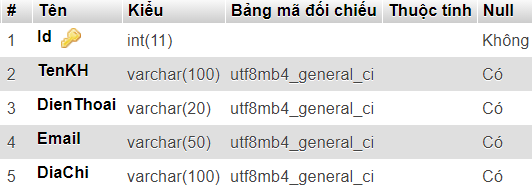 # Tên Kiểu Bảng mã đối chiếu Thuộc tính Null
1 Id int(11) Không
2 TenKH varchar(100) utf8mb4_general_ci Có
3 DienThoai varchar(20) utf8mb4_general_ci Có
4 Email varchar(50) utf8mb4_general_ci Có
5 DiaChi varchar(100) utf8mb4_general_ci Có